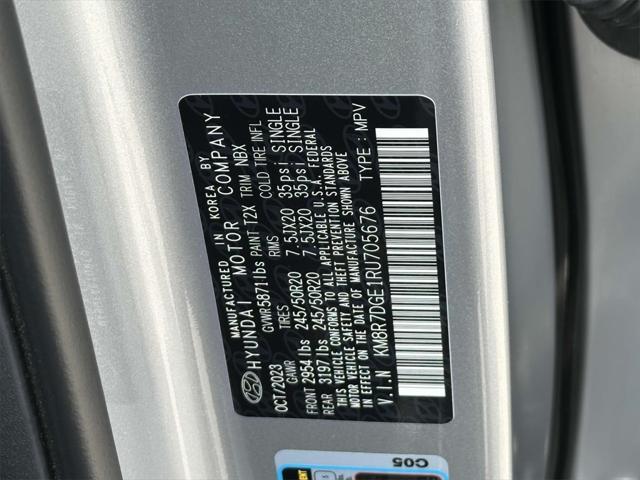 MANUFACTURED IN KOREA BY
HYUNDAI MOTOR COMPANY
OCT/2023 GVWR5871lbs PAINT T2X TRIM NBX
GAWR TIRES RIMS COLD TIRE INFL
FRONT 2954lbs 245/50R20 7.5JX20 35psi SINGLE
REAR 3197lbs 245/50R20 7.5JX20 35psi SINGLE
THIS VEHICLE CONFORMS TO ALL APPLICABLE U.S.A. FEDERAL
MOTOR VEHICLE SAFETY AND THEFT PREVENTION STANDARDS
IN EFFECT ON THE DATE OF MANUFACTURE SHOWN ABOVE
V.I.N/KM8R7DGE1RU705676 TYPE:MPV
C05